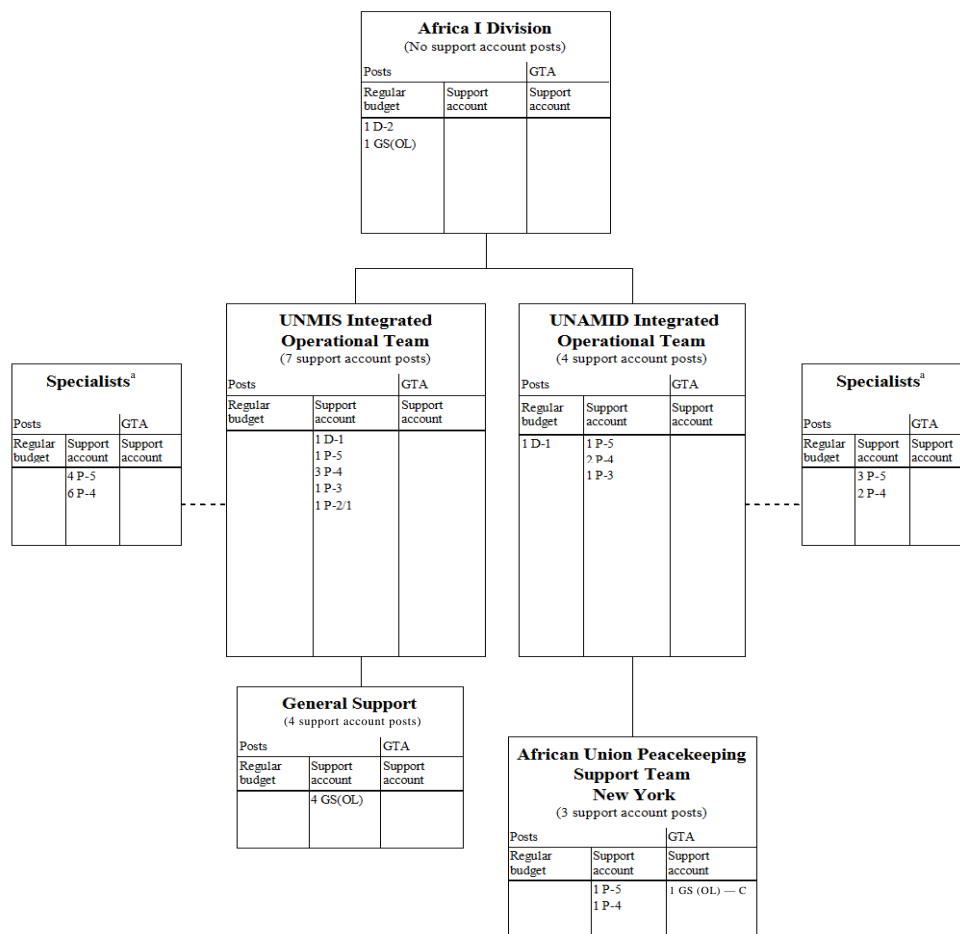 Africa I Division
(No support account posts)
Posts GTA
Regular budget Support account Support account
1 D-2
1 GS(OL)
UNMIS Integrated
Operational Team
(7 support account posts)
Posts GTA
Regular budget Support account Support account
1 D-1
1 P-5
3 P-4
1 P-3
1 P-2/1
UNAMID Integrated
Operational Team
(4 support account posts)
Posts GTA
Regular budget Support account Support account
1 D-1 1 P-5
2 P-4
1 P-3
Specialistsa
Posts GTA
Regular budget Support account Support account
4 P-5
6 P-4
Specialistsa
Posts GTA
Regular budget Support account Support account
3 P-5
2 P-4
General Support
(4 support account posts)
Posts GTA
Regular budget Support account Support account
4 GS(OL)
African Union Peacekeeping
Support Team
New York
(3 support account posts)
Posts GTA
Regular budget Support account Support account
1 P-5 1 GS (OL) — C
1 P-4